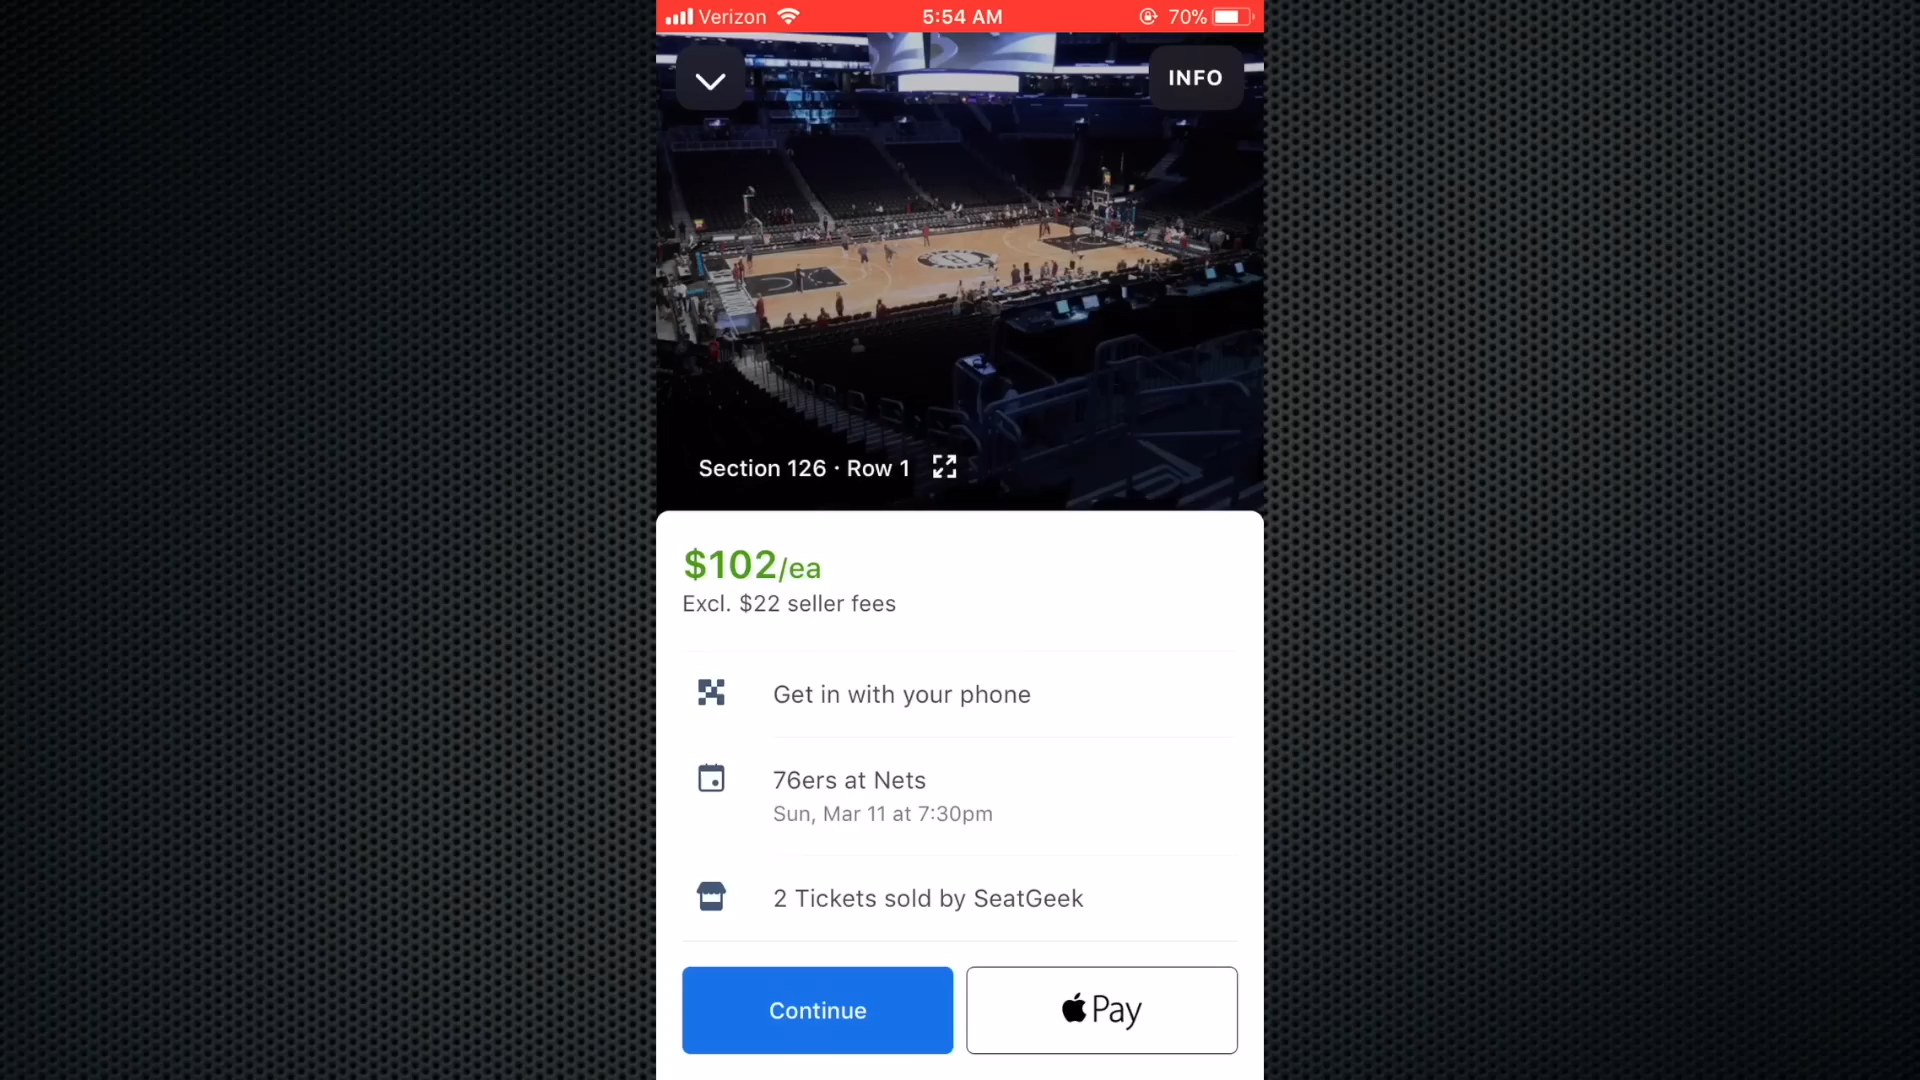 Verizon 5:54 AM 70%
INFO
Section 126 · Row 1
$102/ea
Excl. $22 seller fees
Get in with your phone
76ers at Nets
Sun, Mar 11 at 7:30pm
2 Tickets sold by SeatGeek
Continue
Pay